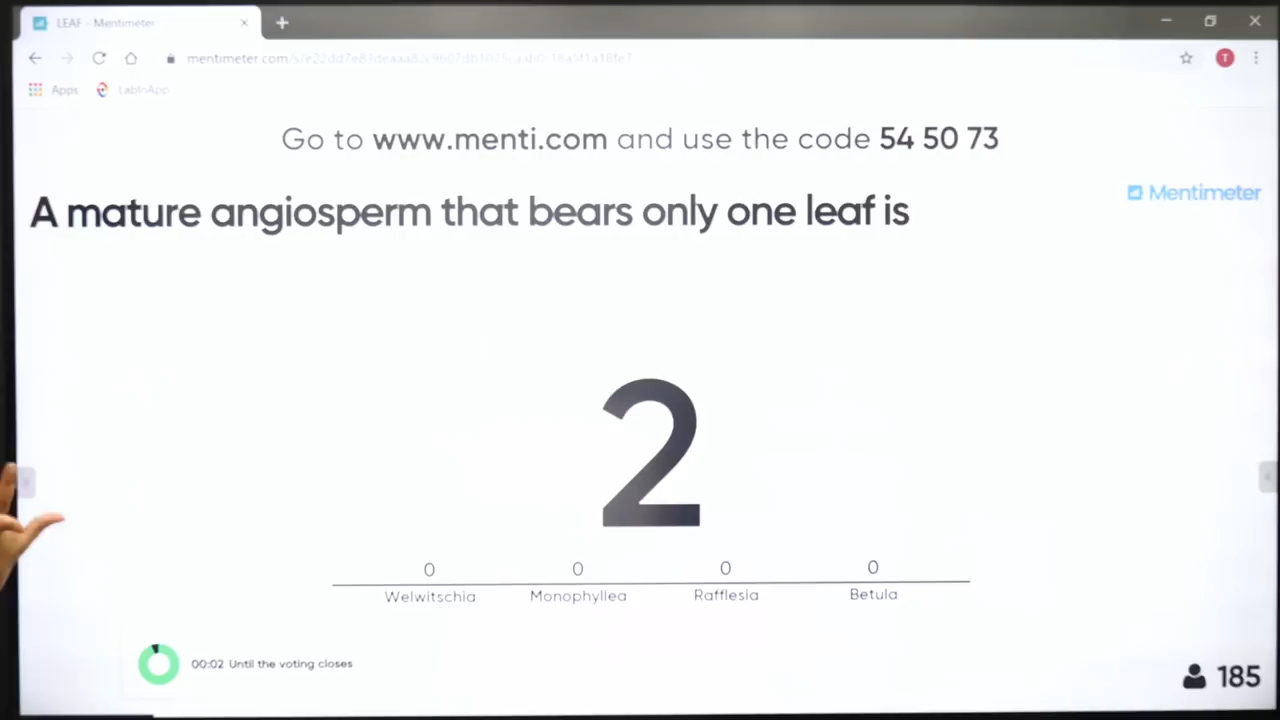 LEAF - Mentimeter
mentimeter.com
Apps
LabInApp
Go to www.menti.com and use the code 54 50 73
A mature angiosperm that bears only one leaf is
Mentimeter
2
0 0 0 0
Welwitschia Monophyllea Rafflesia Betula
00:02 Until the voting closes
185
T